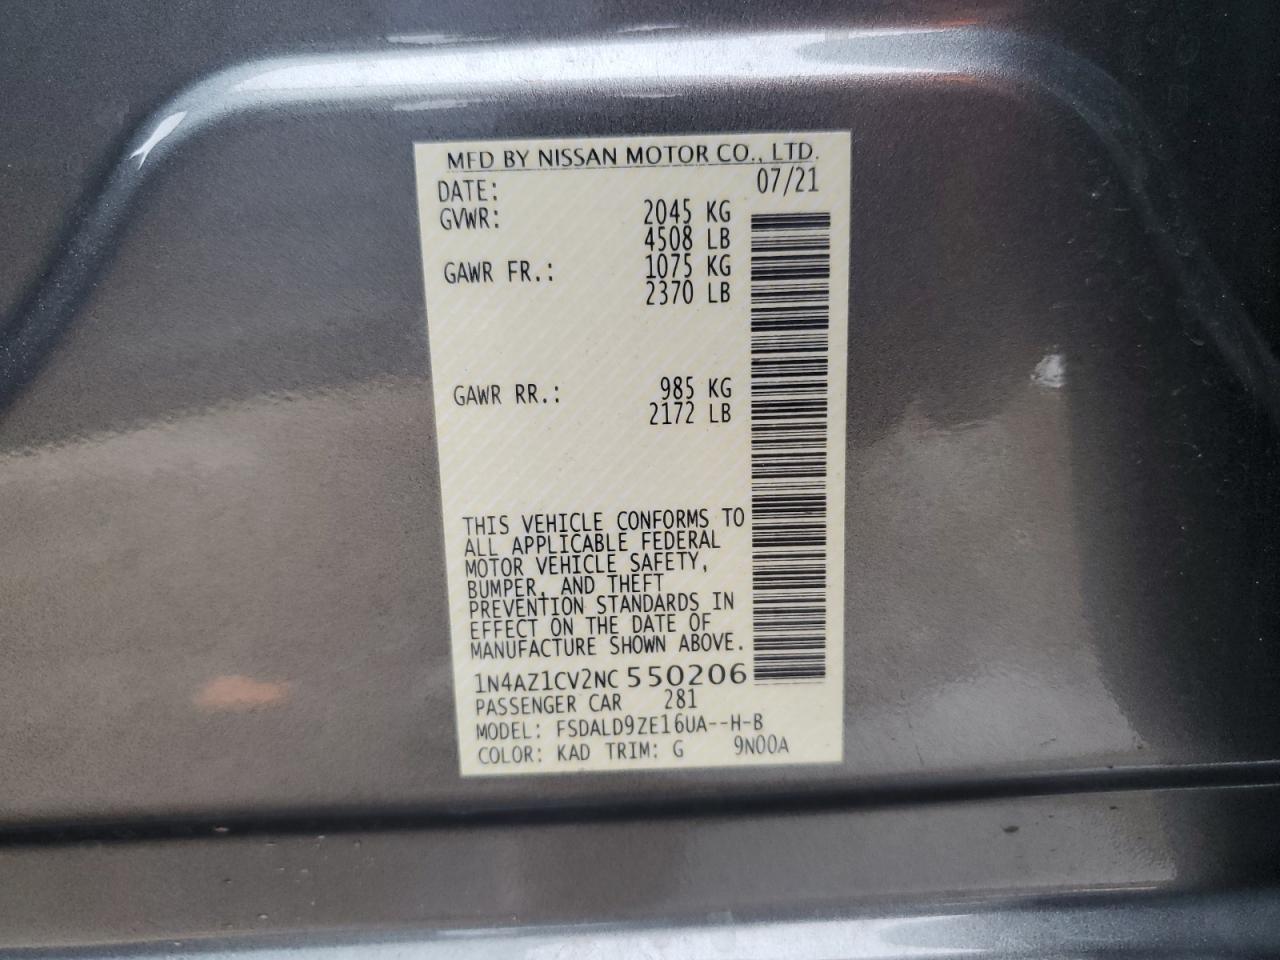 MFD BY NISSAN MOTOR CO., LTD.
DATE: 07/21
GVWR: 2045 KG
4508 LB
GAWR FR.: 1075 KG
2370 LB
GAWR RR.: 985 KG
2172 LB
THIS VEHICLE CONFORMS TO
ALL APPLICABLE FEDERAL
MOTOR VEHICLE SAFETY,
BUMPER, AND THEFT
PREVENTION STANDARDS IN
EFFECT ON THE DATE OF
MANUFACTURE SHOWN ABOVE.
1N4AZ1CV2NC550206
PASSENGER CAR 281
MODEL: FSDALD9ZE16UA--H-B
COLOR: KAD TRIM: G 9N00A